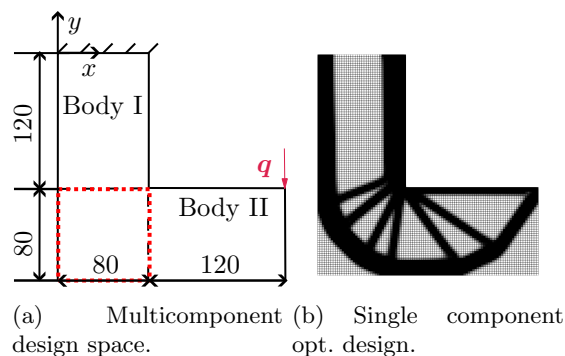 y
x
Body I
120
q
Body II
80
80
120
(a) Multicomponent design space.
(b) Single component opt. design.